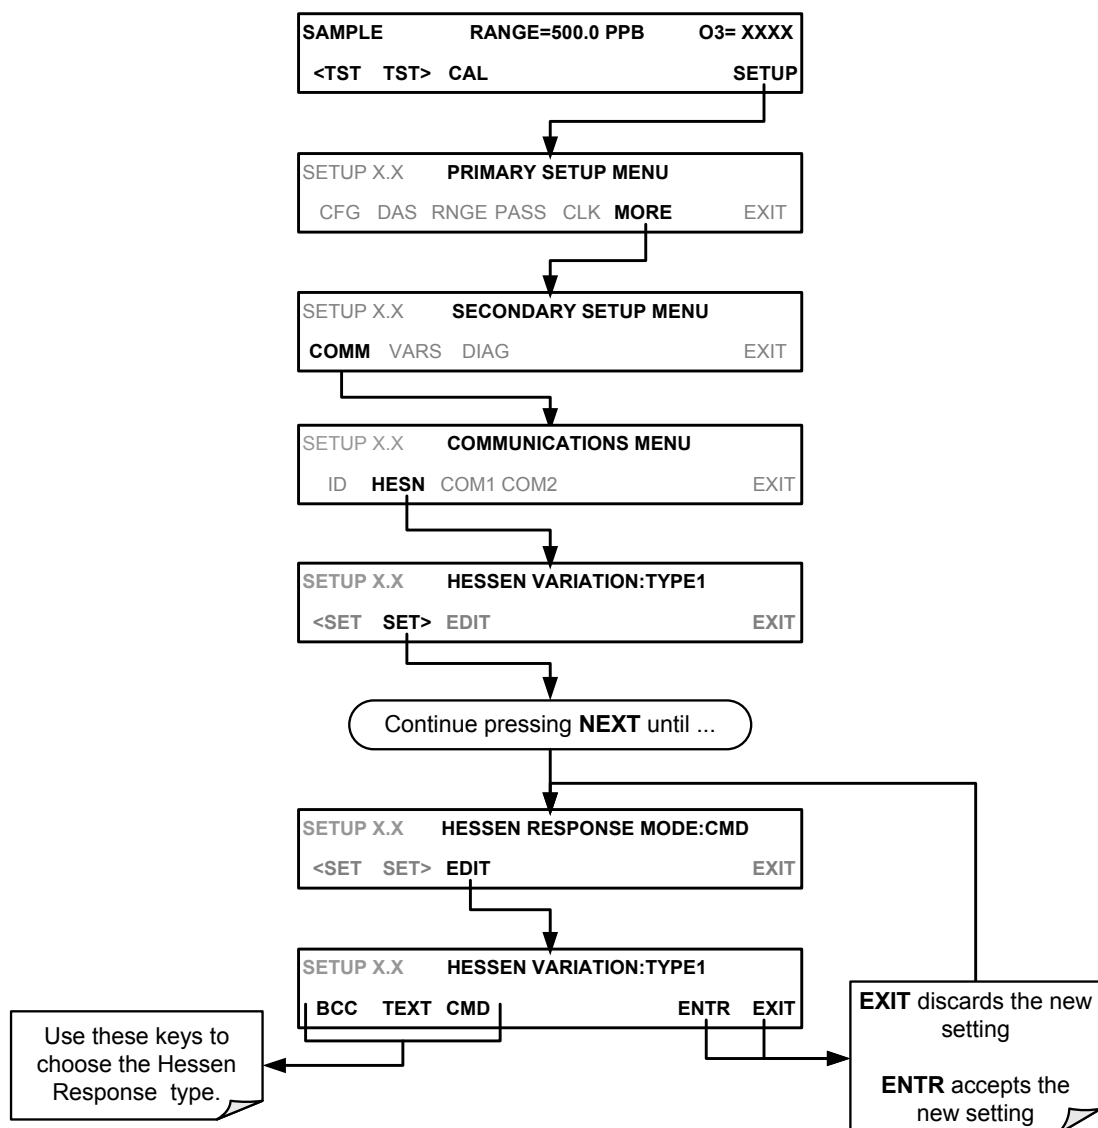 SAMPLE RANGE=500.0 PPB O3= XXXX
<TST TST> CAL SETUP
SETUP X.X PRIMARY SETUP MENU
CFG DAS RNGE PASS CLK MORE EXIT
SETUP X.X SECONDARY SETUP MENU
COMM VARS DIAG EXIT
SETUP X.X COMMUNICATIONS MENU
ID HESN COM1 COM2 EXIT
SETUP X.X HESSEN VARIATION:TYPE1
<SET SET> EDIT EXIT
Continue pressing NEXT until ...
SETUP X.X HESSEN RESPONSE MODE:CMD
<SET SET> EDIT EXIT
SETUP X.X HESSEN VARIATION:TYPE1
BCC TEXT CMD ENTR EXIT
Use these keys to
choose the Hessen
Response type.
EXIT discards the new
setting
ENTR accepts the
new setting